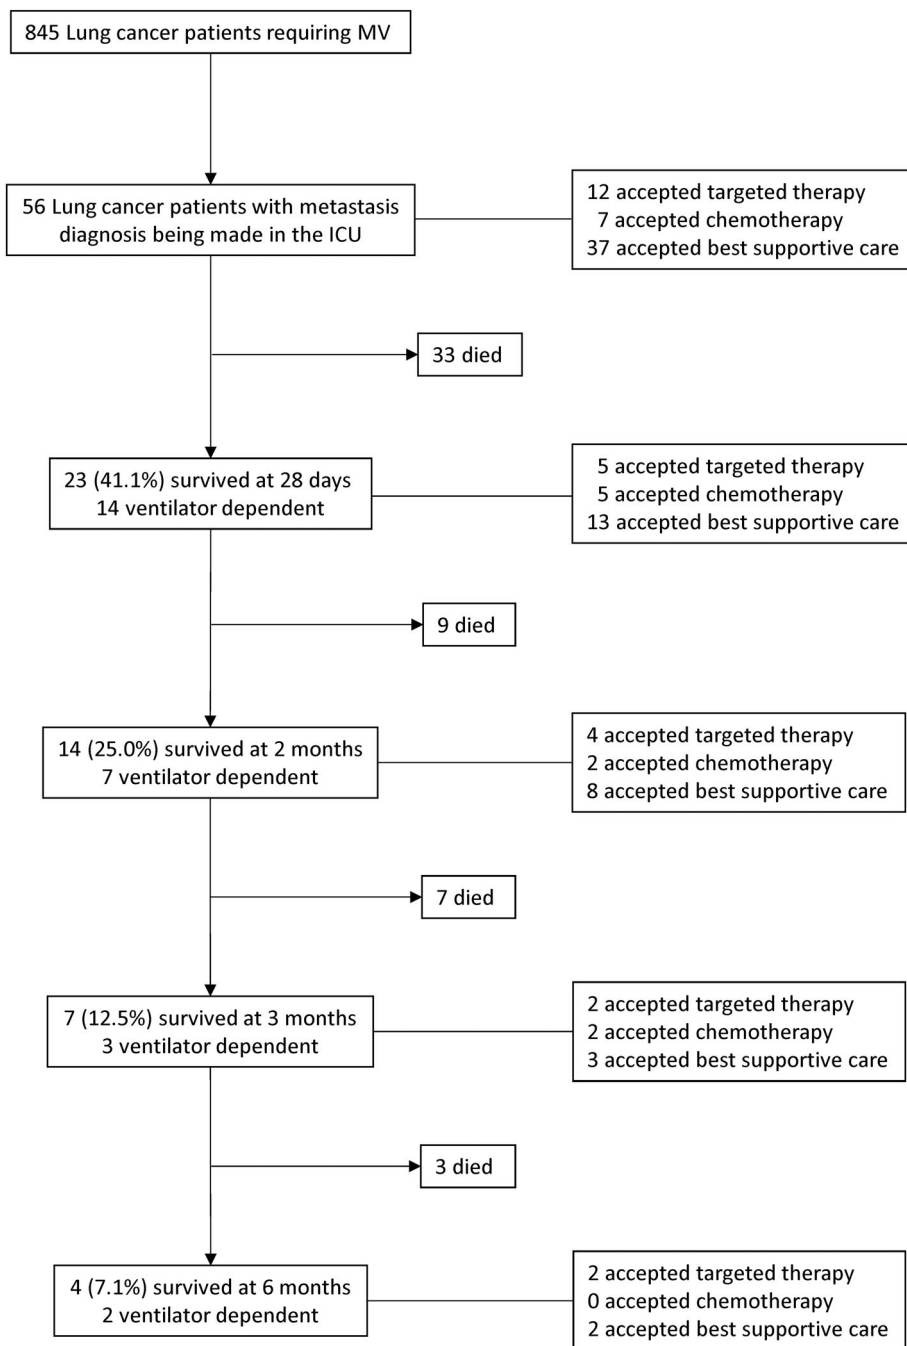 845 Lung cancer patients requiring MV
56 Lung cancer patients with metastasis
diagnosis being made in the ICU
12 accepted targeted therapy
7 accepted chemotherapy
37 accepted best supportive care
33 died
23 (41.1%) survived at 28 days
14 ventilator dependent
5 accepted targeted therapy
5 accepted chemotherapy
13 accepted best supportive care
9 died
14 (25.0%) survived at 2 months
7 ventilator dependent
4 accepted targeted therapy
2 accepted chemotherapy
8 accepted best supportive care
7 died
7 (12.5%) survived at 3 months
3 ventilator dependent
2 accepted targeted therapy
2 accepted chemotherapy
3 accepted best supportive care
3 died
4 (7.1%) survived at 6 months
2 ventilator dependent
2 accepted targeted therapy
0 accepted chemotherapy
2 accepted best supportive care